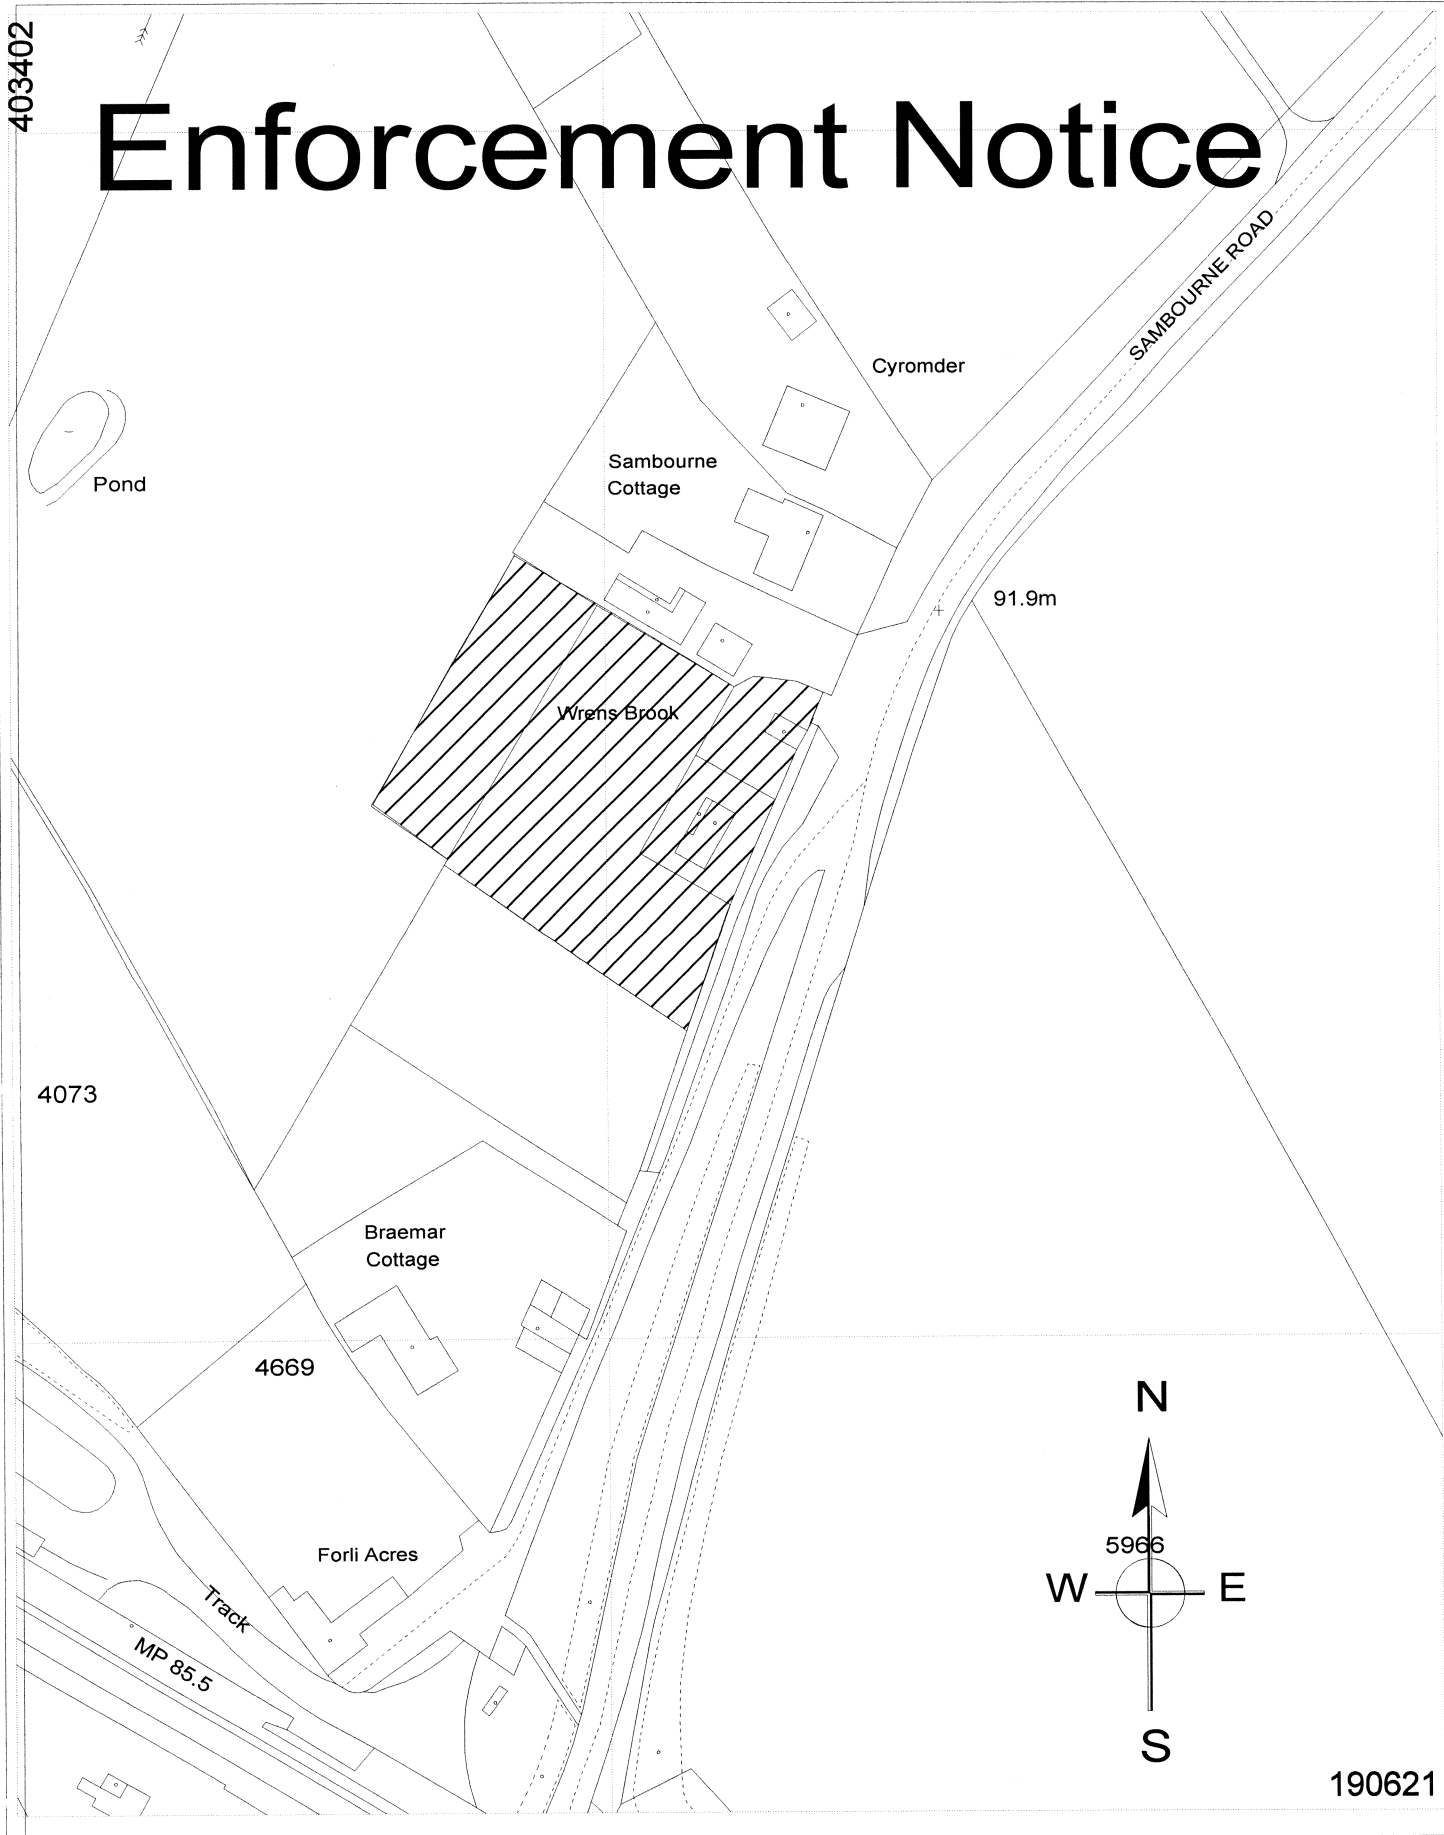 403402
Enforcement Notice
SAMBOURNE ROAD
Cyromder
Sambourne
Cottage
Pond
91.9m
Wrens Brook
4073
Braemar
Cottage
4669
N
5966
W
E
S
Forli Acres
Track
MP 85.5
190621